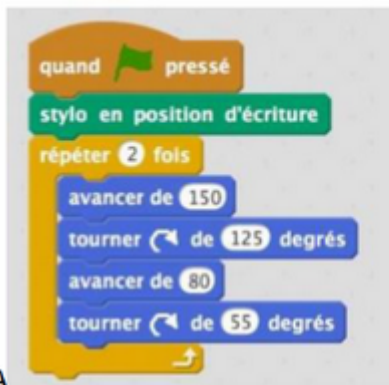 quand pressé
stylo en position d'écriture
répéter 2 fois
avancer de 150
tourner de 125 degrés
avancer de 80
tourner de 55 degrés
A